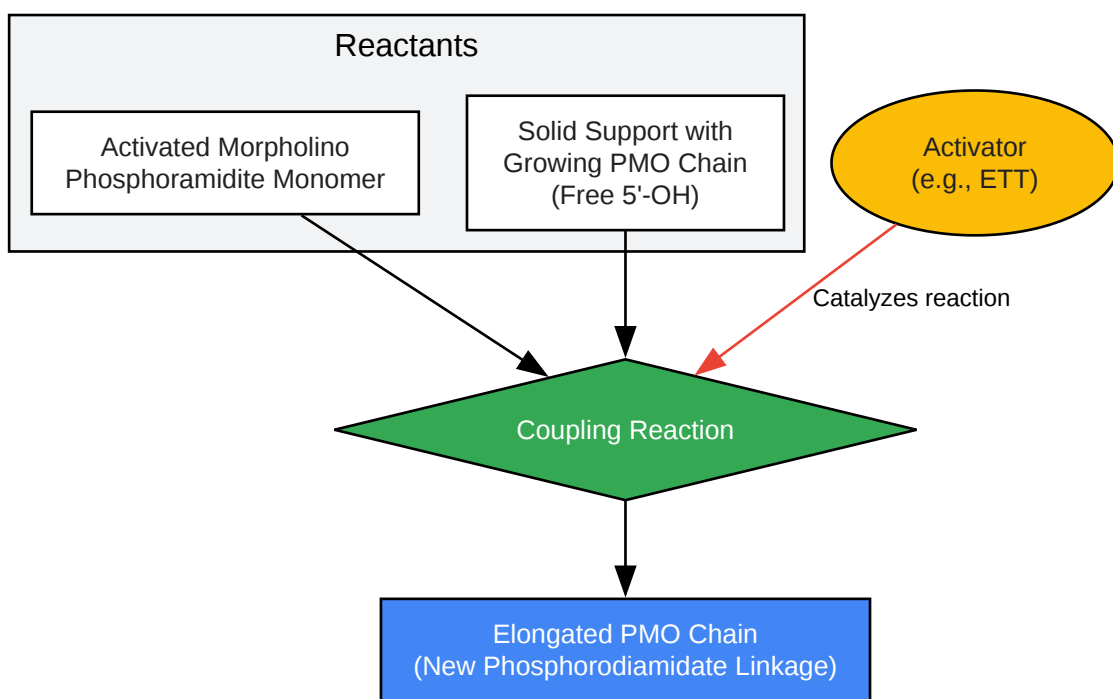 Reactants
Activated Morpholino
Phosphoramidite Monomer
Solid Support with
Growing PMO Chain
(Free 5'-OH)
Activator
(e.g., ETT)
Catalyzes reaction
Coupling Reaction
Elongated PMO Chain
(New Phosphorodiamidate Linkage)